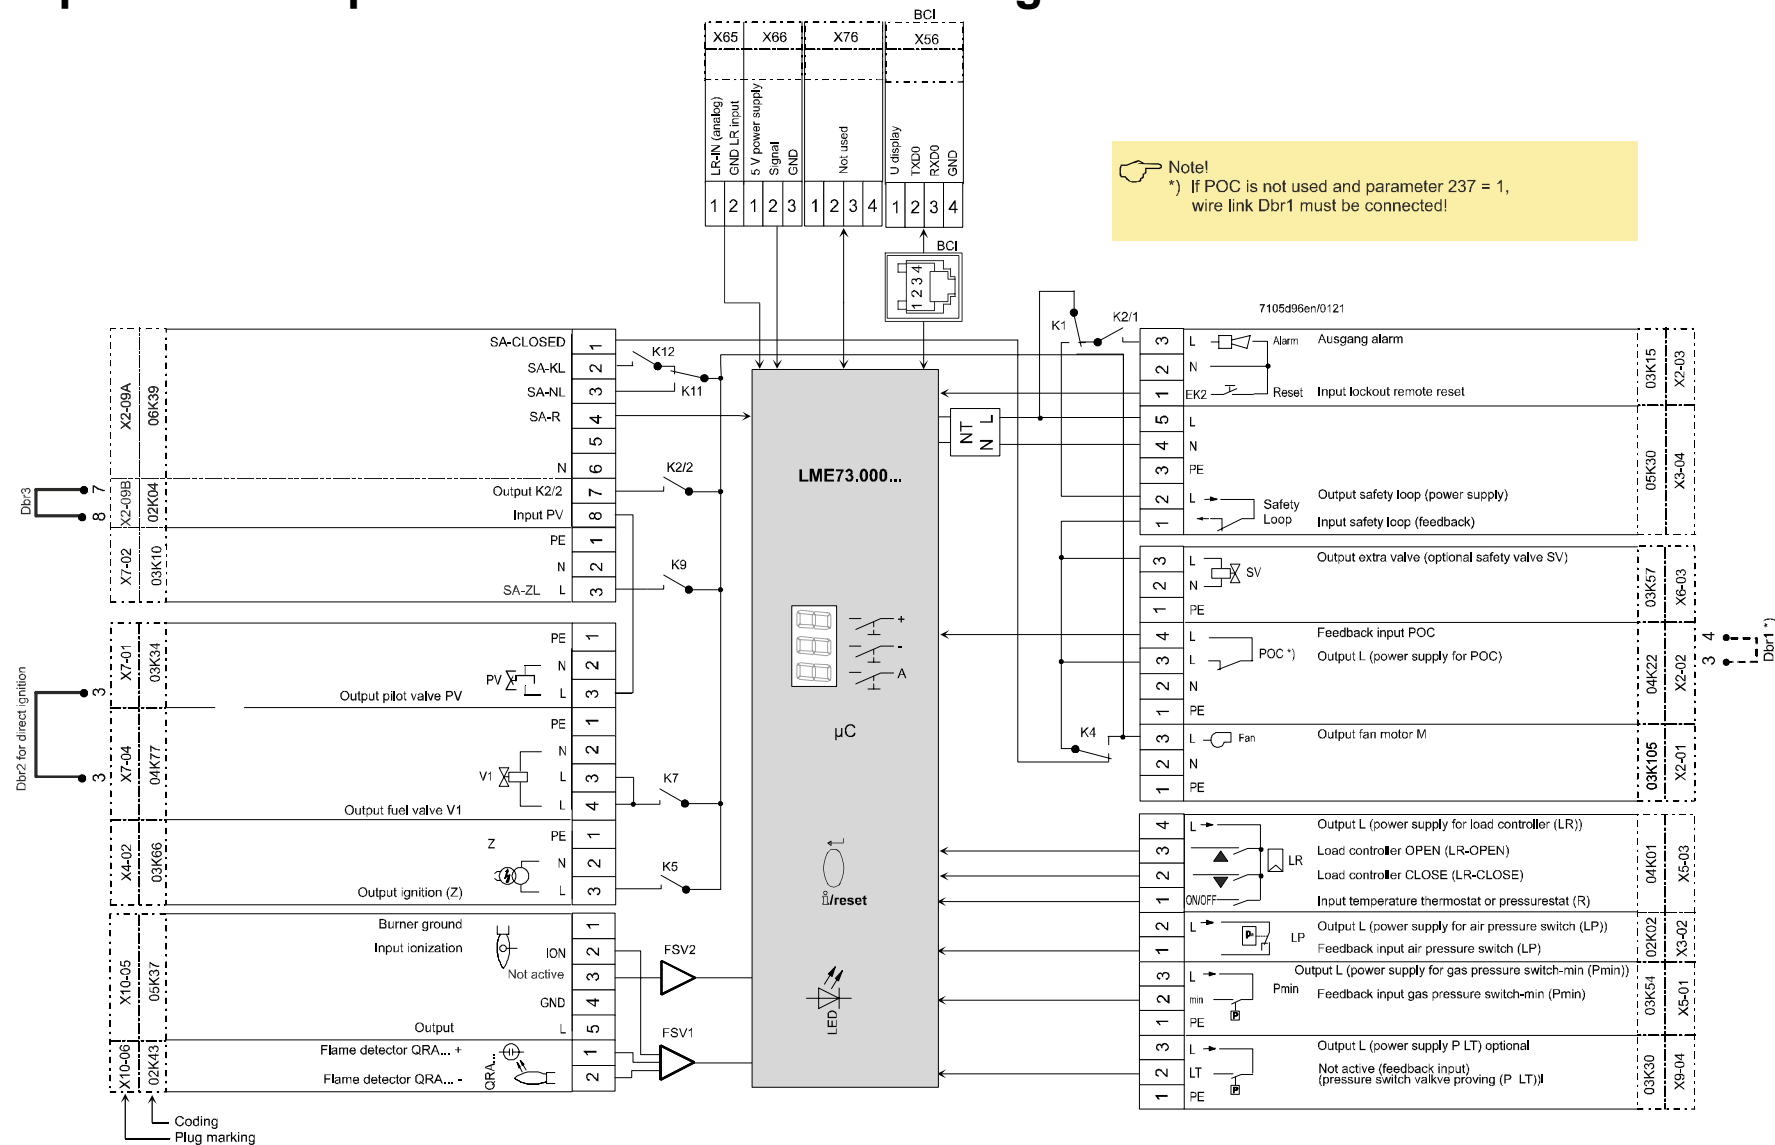 BCI
X65 X66 X76 X56
LR-IN (analog)
GND LR input
5 V power supply
Signal
GND
Not used
U display
TXD0
RXD0
GND
1 2 1 2 3 1 2 3 4 1 2 3 4
BCI
1 2 3 4
Note!
*) If POC is not used and parameter 237 = 1,
wire link Dbr1 must be connected!
7105d96en/0121
X2-09A
06K39
SA-CLOSED 1
SA-KL 2
SA-NL 3
SA-R 4
5
N 6
K12
K11
Dbr3
7
8
X2-09B
02K04
Output K2/2 7
Input PV 8
K2/2
X7-02
03K10
PE 1
N 2
SA-ZL L 3
K9
Dbr2 for direct ignition
3
3
X7-01
03K34
PE 1
PV N 2
Output pilot valve PV L 3
X7-04
04K77
PE 1
N 2
V1 L 3
Output fuel valve V1 L 4
K7
X4-02
03K66
PE 1
Z N 2
Output ignition (Z) L 3
K5
X10-05
05K37
Burner ground 1
Input ionization ION 2
Not active 3
GND 4
Output L 5
FSV2
X10-06
02K43
Flame detector QRA... + 1
Flame detector QRA... - 2
QRA...
FSV1
Coding
Plug marking
LME73.000...
+
-
A
µC
i/reset
LED
NT
L
N
K1
K2/1
K4
3 L Alarm Ausgang alarm
2 N
1 EK2 Reset Input lockout remote reset
03K15
X2-03
5 L
4 N
3 PE
2 L Output safety loop (power supply)
Safety
Loop
1 Input safety loop (feedback)
05K30
X3-04
3 L Output extra valve (optional safety valve SV)
2 N SV
1 PE
03K57
X6-03
4 L Feedback input POC
POC *)
3 L Output L (power supply for POC)
2 N
1 PE
04K22
X2-02
4
3
Dbr1 *)
3 L Fan Output fan motor M
2 N
1 PE
03K105
X2-01
4 L Output L (power supply for load controller (LR))
3 Load controller OPEN (LR-OPEN)
LR
2 Load controller CLOSE (LR-CLOSE)
1 ON/OFF Input temperature thermostat or pressurestat (R)
04K01
X5-03
2 L Output L (power supply for air pressure switch (LP))
P LP
1 Feedback input air pressure switch (LP)
02K02
X3-02
3 L Output L (power supply for gas pressure switch-min (Pmin))
Pmin
2 min Feedback input gas pressure switch-min (Pmin)
P
1 PE
03K54
X5-01
3 L Output L (power supply P LT) optional
2 LT Not active (feedback input)
(pressure switch valkve proving (P LT))l
P
1 PE
03K30
X9-04